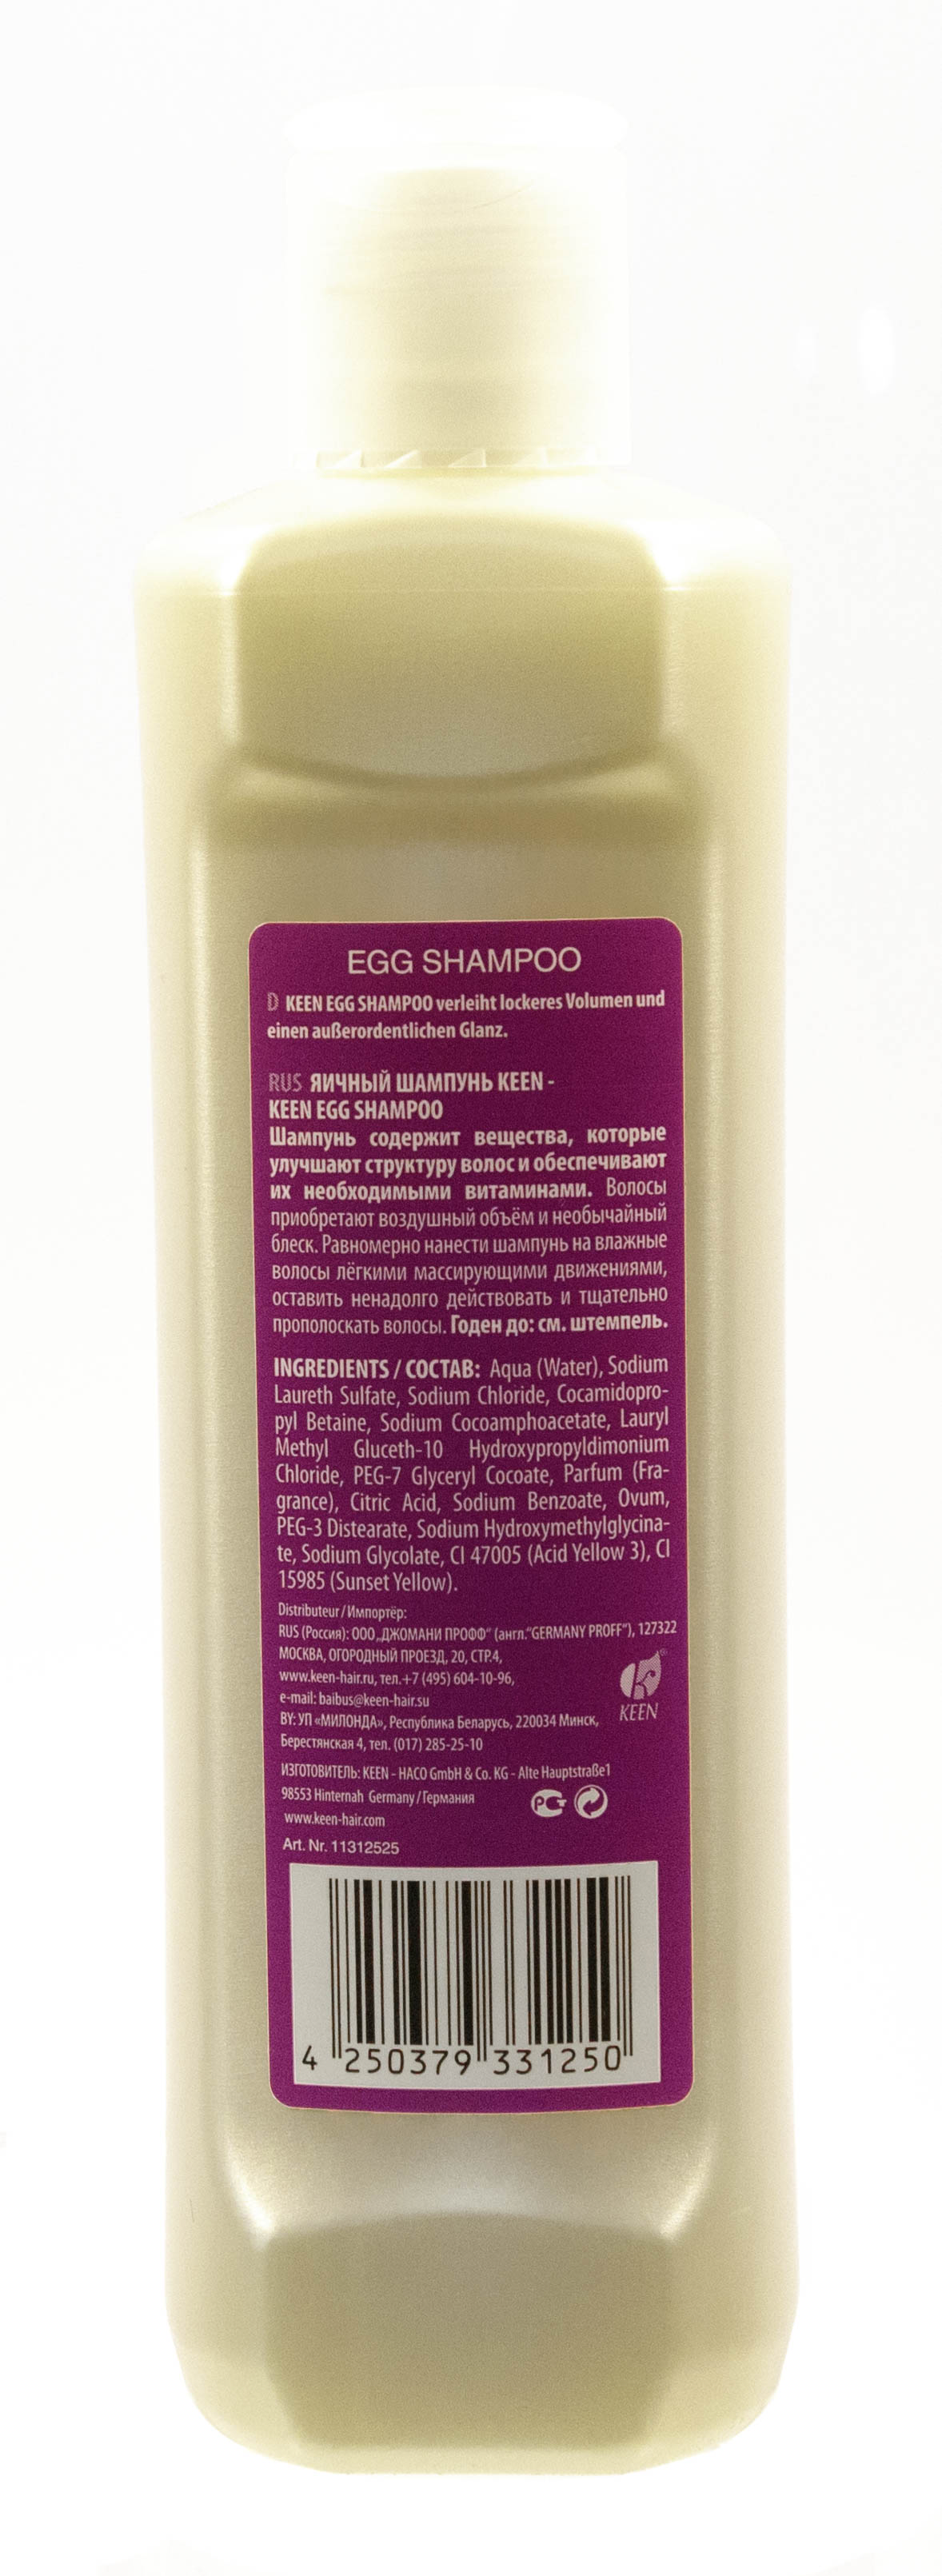 EGG SHAMPOO
D KEEN EGG SHAMPOO verleiht lockeres Volumen und
einen außerordentlichen Glanz.
RUS ЯИЧНЫЙ ШАМПУНЬ KEEN -
KEEN EGG SHAMPOO
Шампунь содержит вещества, которые
улучшают структуру волос и обеспечивают
их необходимыми витаминами. Волосы
приобретают воздушный объём и необычайный
блеск. Равномерно нанести шампунь на влажные
волосы лёгкими массирующими движениями,
оставить ненадолго действовать и тщательно
прополоскать волосы. Годен до: см. штемпель.
INGREDIENTS / СОСТАВ: Aqua (Water), Sodium
Laureth Sulfate, Sodium Chloride, Cocamidopro-
pyl Betaine, Sodium Cocoamphoacetate, Lauryl
Methyl Gluceth-10 Hydroxypropyldimonium
Chloride, PEG-7 Glyceryl Cocoate, Parfum (Fra-
grance), Citric Acid, Sodium Benzoate, Ovum,
PEG-3 Distearate, Sodium Hydroxymethylglycina-
te, Sodium Glycolate, CI 47005 (Acid Yellow 3), CI
15985 (Sunset Yellow).
Distributeur / Импортёр:
RUS (Россия): ООО „ДЖОМАНИ ПРОФФ“ (англ.“GERMANY PROFF“), 127322
МОСКВА, ОГОРОДНЫЙ ПРОЕЗД, 20, СТР.4,
www.keen-hair.ru, тел.+7 (495) 604-10-96,
e-mail: baibus@keen-hair.su
BY: УП «МИЛОНДА», Республика Беларусь, 220034 Минск,
Берестянская 4, тел. (017) 285-25-10
KEEN
ИЗГОТОВИТЕЛЬ: KEEN - HACO GmbH & Co. KG - Alte Hauptstraße1
98553 Hinternah Germany / Германия
www.keen-hair.com
РС
Art. Nr. 11312525
4 250379 331250